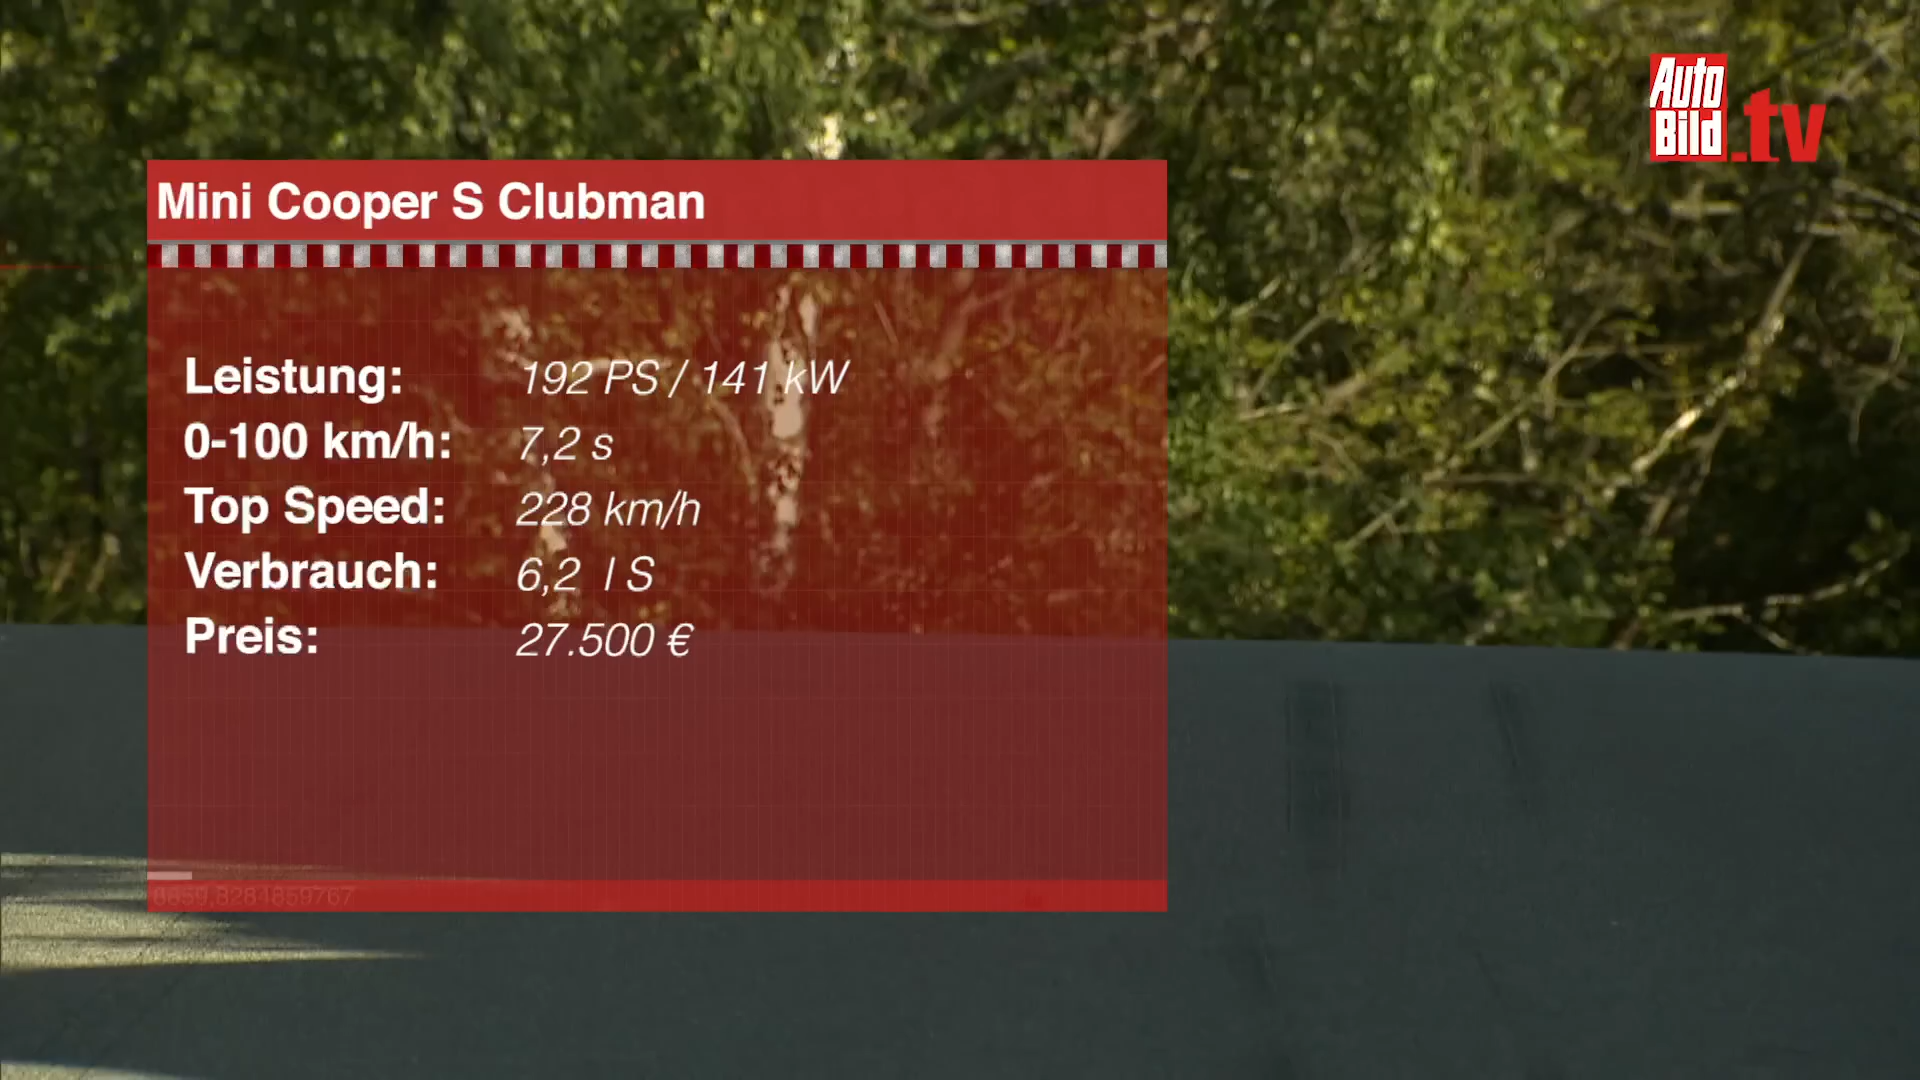 Auto
Bild.tv
Mini Cooper S Clubman
Leistung: 192 PS / 141 kW
0-100 km/h: 7,2 s
Top Speed: 228 km/h
Verbrauch: 6,2 l S
Preis: 27.500 €